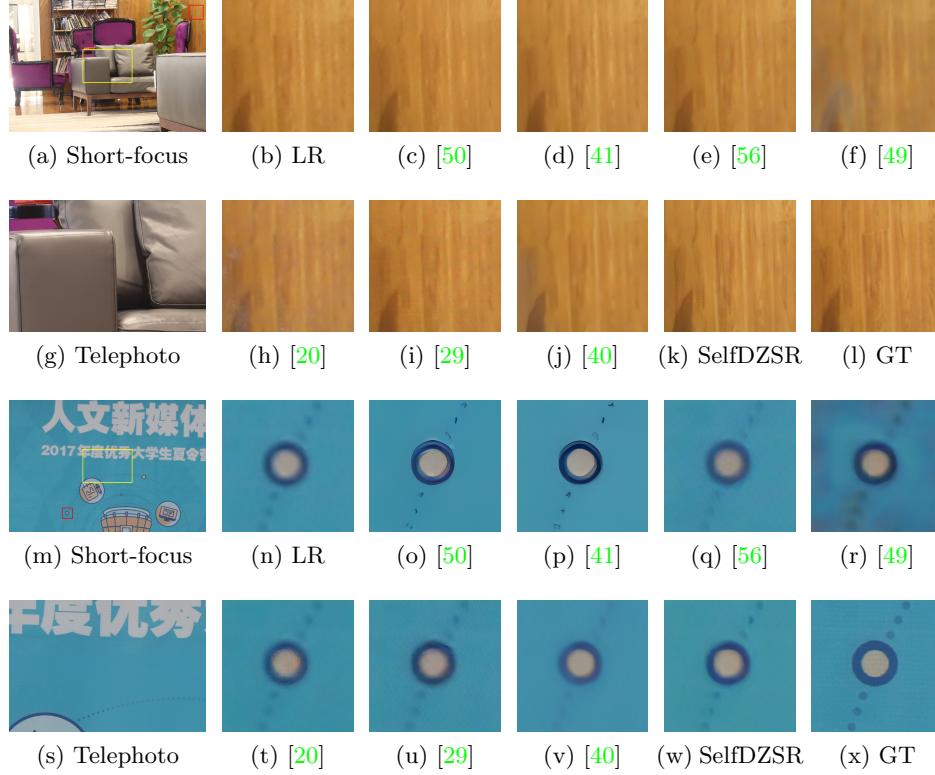 (a) Short-focus (b) LR (c) [50] (d) [41] (e) [56] (f) [49]
(g) Telephoto (h) [20] (i) [29] (j) [40] (k) SelfDZSR (l) GT
人文新媒体
2017年度优秀大学生夏令营
(m) Short-focus (n) LR (o) [50] (p) [41] (q) [56] (r) [49]
年度优秀
(s) Telephoto (t) [20] (u) [29] (v) [40] (w) SelfDZSR (x) GT